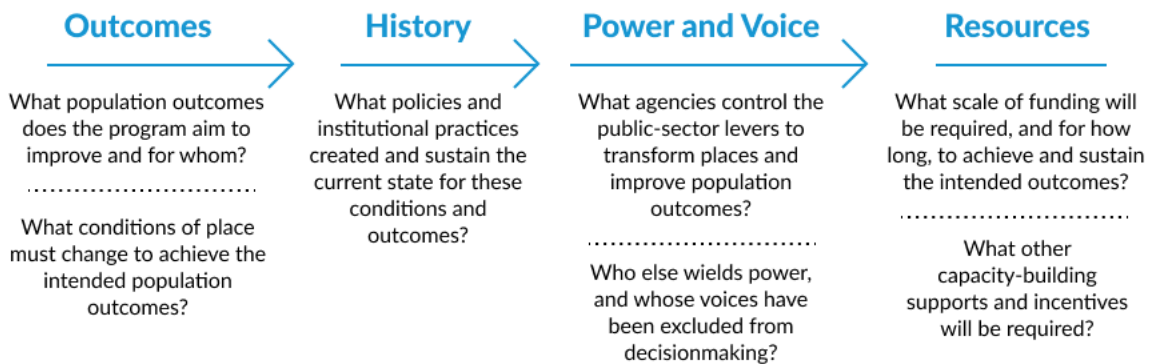 Outcomes
What population outcomes
does the program aim to
improve and for whom?
What conditions of place
must change to achieve the
intended population
outcomes?
History
What policies and
institutional practices
created and sustain the
current state for these
conditions and
outcomes?
Power and Voice
What agencies control the
public-sector levers to
transform places and
improve population
outcomes?
Who else wields power,
and whose voices have
been excluded from
decisionmaking?
Resources
What scale of funding will
be required, and for how
long, to achieve and sustain
the intended outcomes?
What other
capacity-building
supports and incentives
will be required?